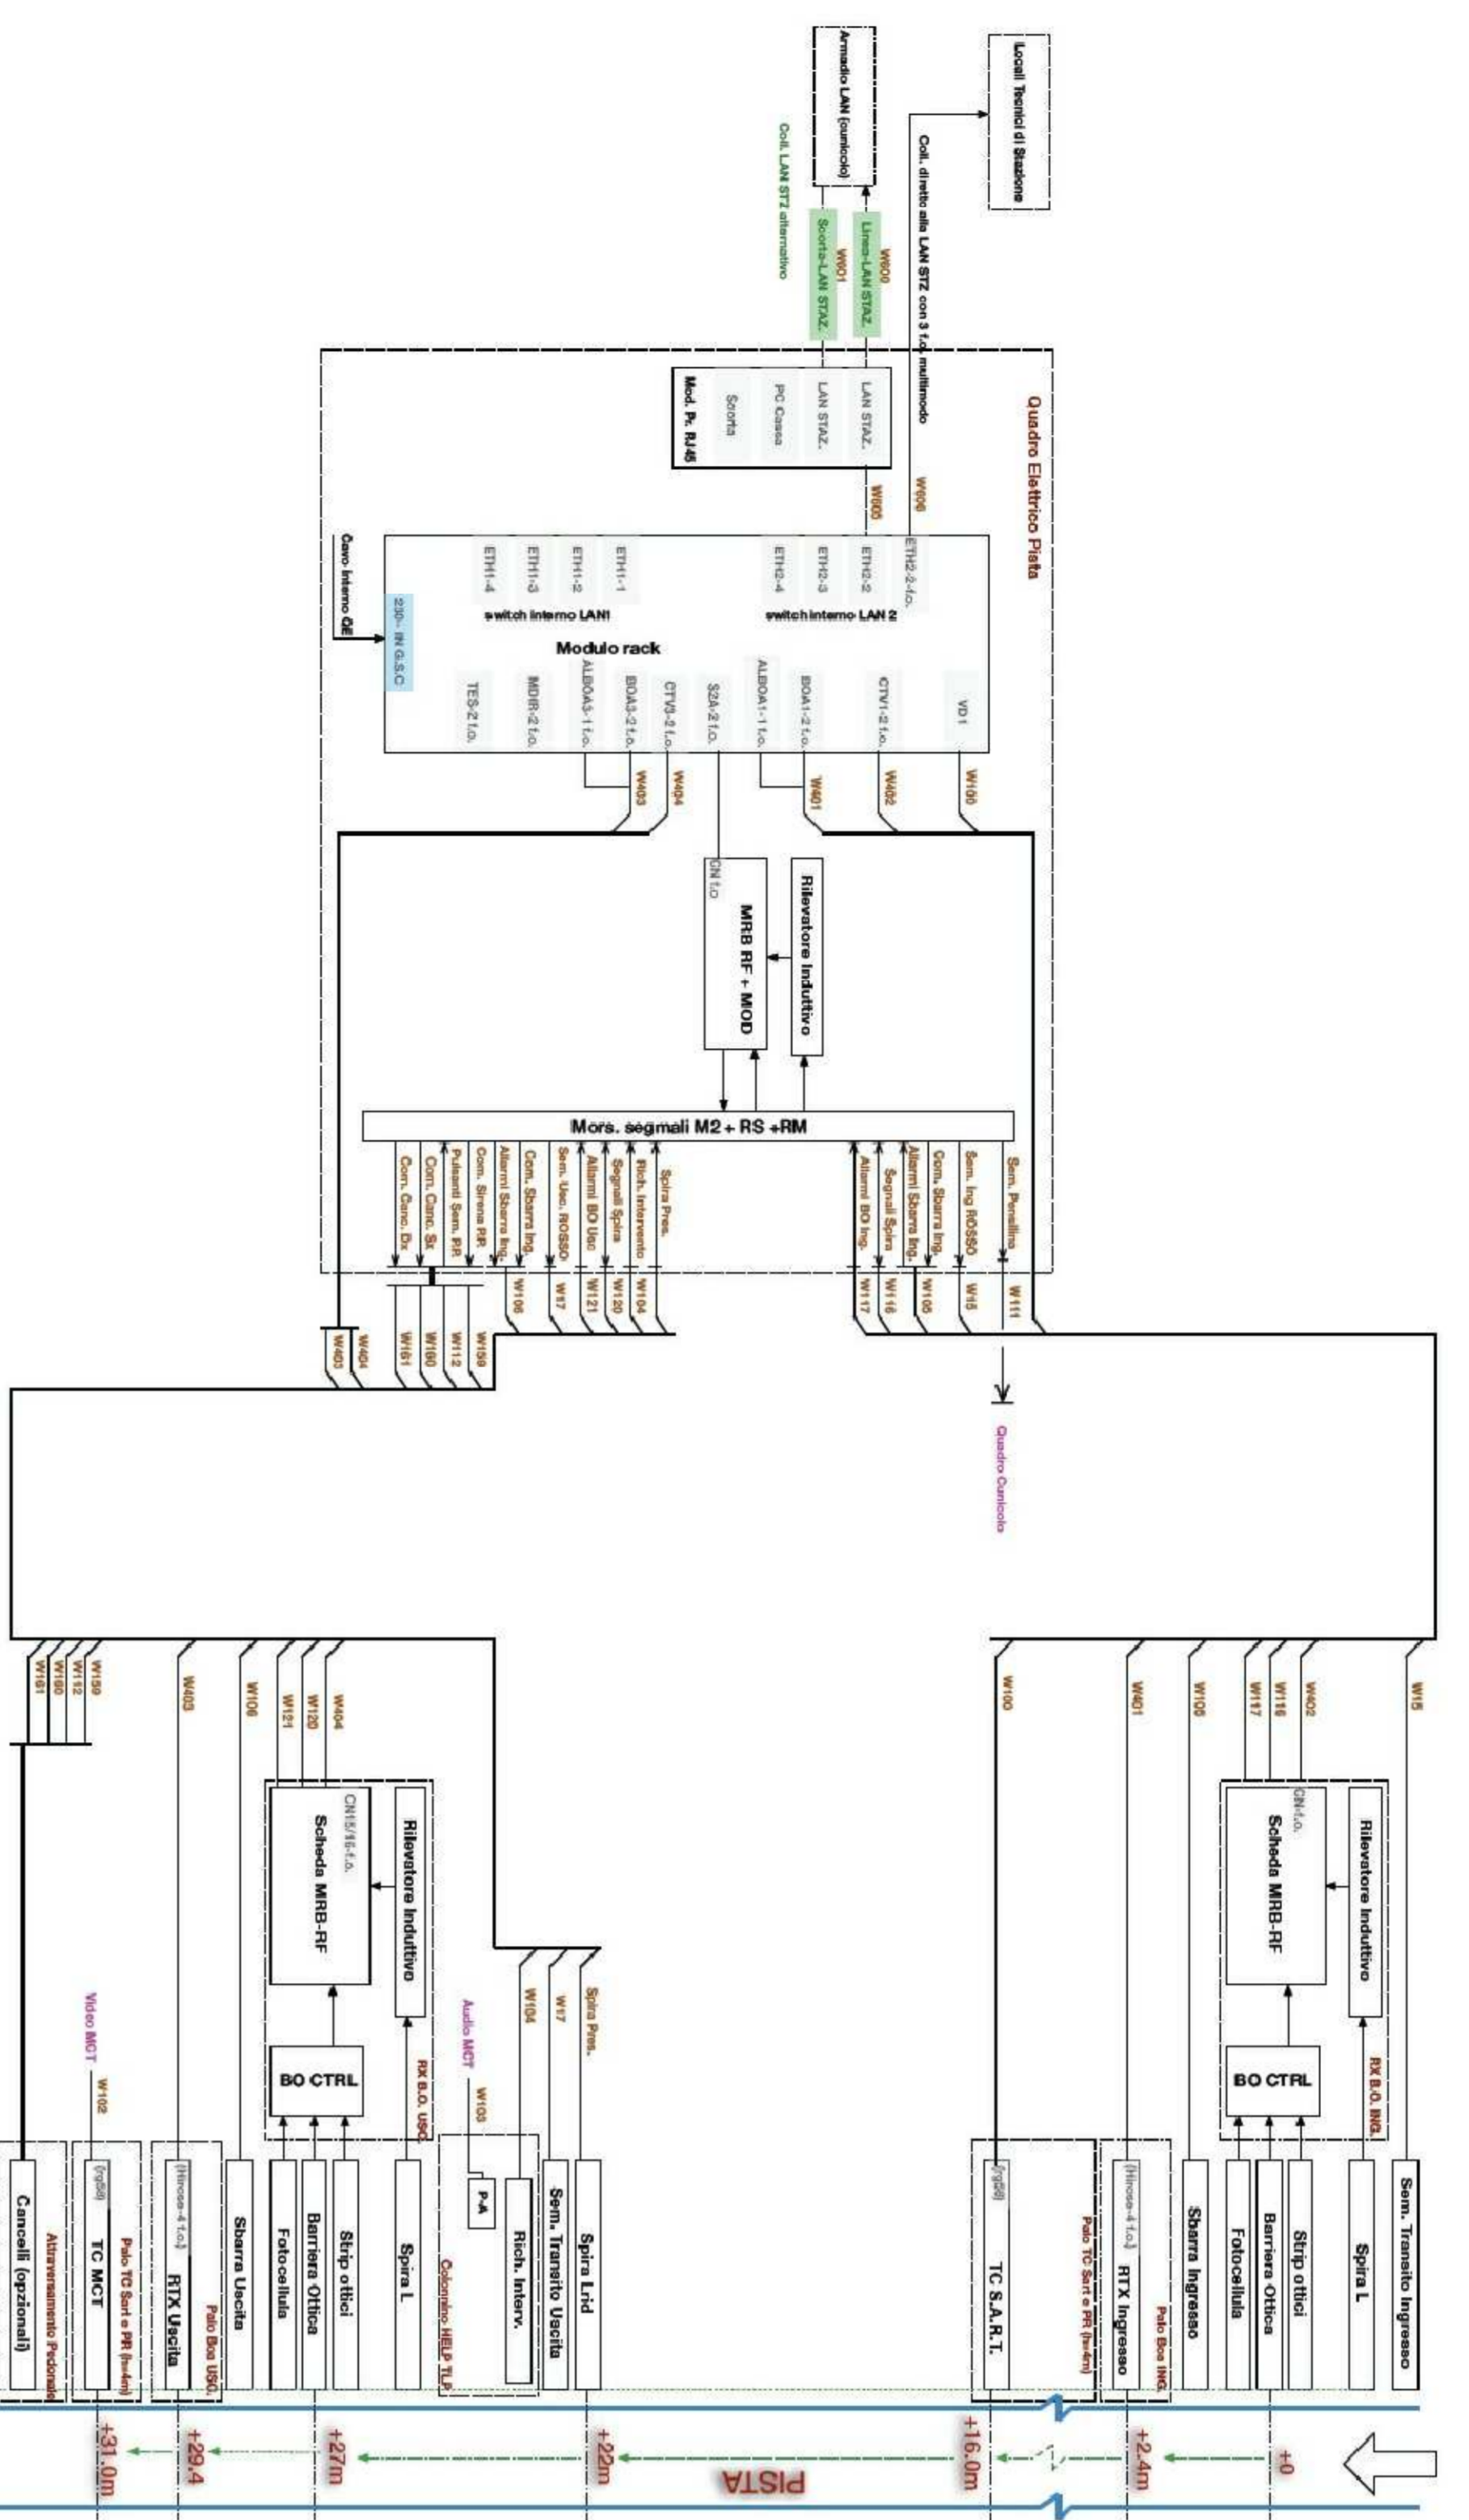 Locali Tecnici di Stazione
Armadio LAN (cunicolo)
Coll. diretto alla LAN STZ con 3 f.o. multimodo
W600
Linea-LAN STAZ.
W601
Scorta-LAN STAZ.
Coll. LAN STZ alternativo
Quadro Elettrico Pista
LAN STAZ.
LAN STAZ.
PC Cassa
Scorta
Mod. Pr. RJ45
W606
W605
ETH2-2-f.o.
ETH2-2
ETH2-3
ETH2-4
switch interno LAN 2
ETH1-1
ETH1-2
ETH1-3
ETH1-4
switch interno LAN1
Modulo rack
230~ IN G.S.C
Cavo interno QE
VD1
CTV1-2 f.o.
BOA1-2 f.o.
ALBOA1-1 f.o.
S2A-2 f.o.
CTV3-2 f.o.
BOA3-2 f.o.
ALBOA3-1 f.o.
MDIR-2 f.o.
TES-2 f.o.
W100
W402
W401
W404
W403
Rilevatore Induttivo
CN f.o
MRB RF + MOD
Mors. segmali M2 + RS +RM
Sem. Pensilina
Sem. Ing ROSSO
Com. Sbarra Ing.
Allarmi Sbarra Ing.
Segnali Spira
Allarmi BO Ing.
Spira Pres.
Rich. Intervento
Segnali Spira
Allarmi BO Usc
Sem. Usc. ROSSO
Com. Sbarra Ing.
Allarmi Sbarra Ing.
Com. Sirena P.P.
Pulsanti Sem. P.P.
Com. Canc. Sx
Com. Canc. Dx
W111
W15
W105
W116
W117
W104
W120
W121
W17
W106
W159
W112
W160
W161
W404
W403
Quadro Cunicolo
W15
W402
W116
W117
W105
W401
W100
CN-f.o.
Scheda MRB-RF
Rilevatore Induttivo
BO CTRL
RX B.O. ING.
Sem. Transito Ingresso
Spira L
Strip ottici
Barriera Ottica
Fotocellula
Sbarra Ingresso
Palo Boa ING.
(Hirose-4 f.o.) RTX Ingresso
Palo TC Sart e PR (h=4m)
(rg59) TC S.A.R.T.
Spira Pres.
W17
W104
Audio MCT
W103
Spira Lrid
Sem. Transito Uscita
Rich. Interv.
P-A
Colonnino HELP TLP
W404
W120
W121
W106
W403
W159
W112
W160
W161
Rilevatore Induttivo
CN15/16-f.o.
Scheda MRB-RF
BO CTRL
RX B.O. USC.
Spira L
Strip ottici
Barriera Ottica
Fotocellula
Sbarra Uscita
Palo Boa USC.
(Hirose-4 f.o.) RTX Uscita
Video MCT
W102
Palo TC Sart e PR (h=4m)
(rg59) TC MCT
Attraversamento Pedonale
Cancelli (opzionali)
+0
+2.4m
+16.0m
PISTA
+22m
+27m
+29.4
+31.0m